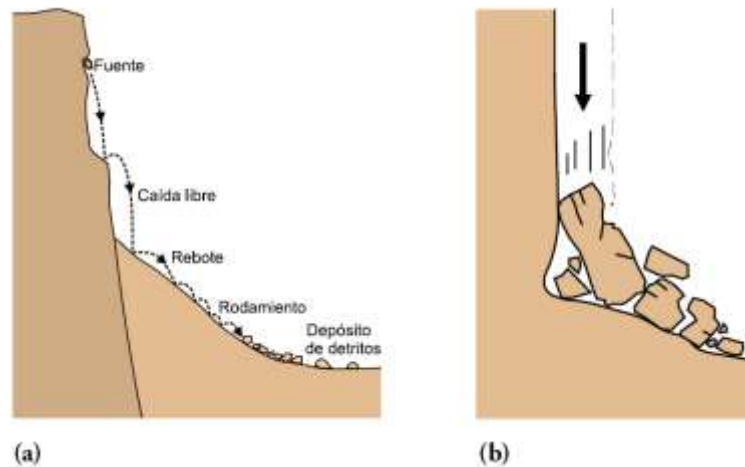 Fuente
Caída libre
Rebote
Rodamiento
Depósito
de detritos
(a)
(b)